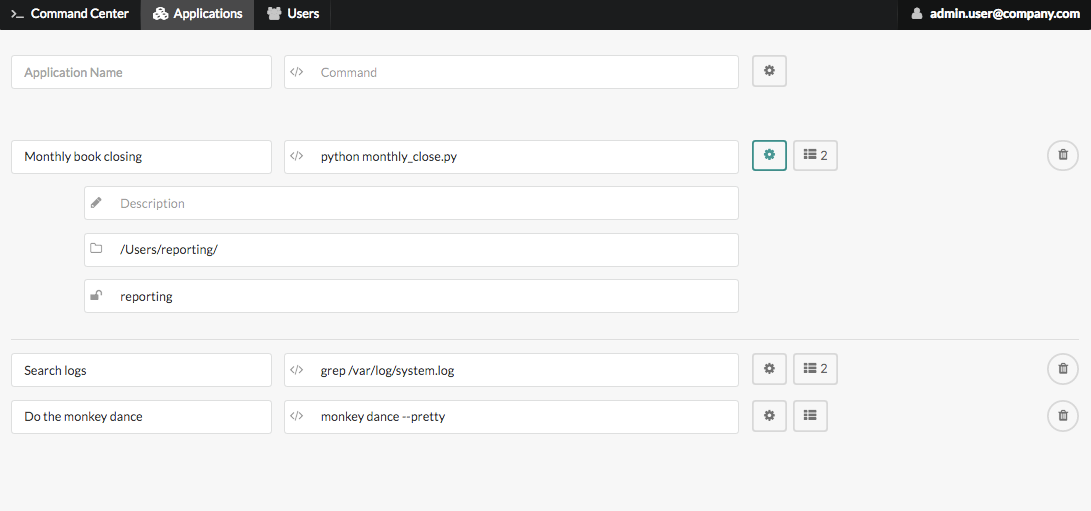 >_ Command Center Applications Users admin.user@company.com
Application Name </> Command
Monthly book closing </> python monthly_close.py 2
Description
/Users/reporting/
reporting
Search logs </> grep /var/log/system.log 2
Do the monkey dance </> monkey dance --pretty